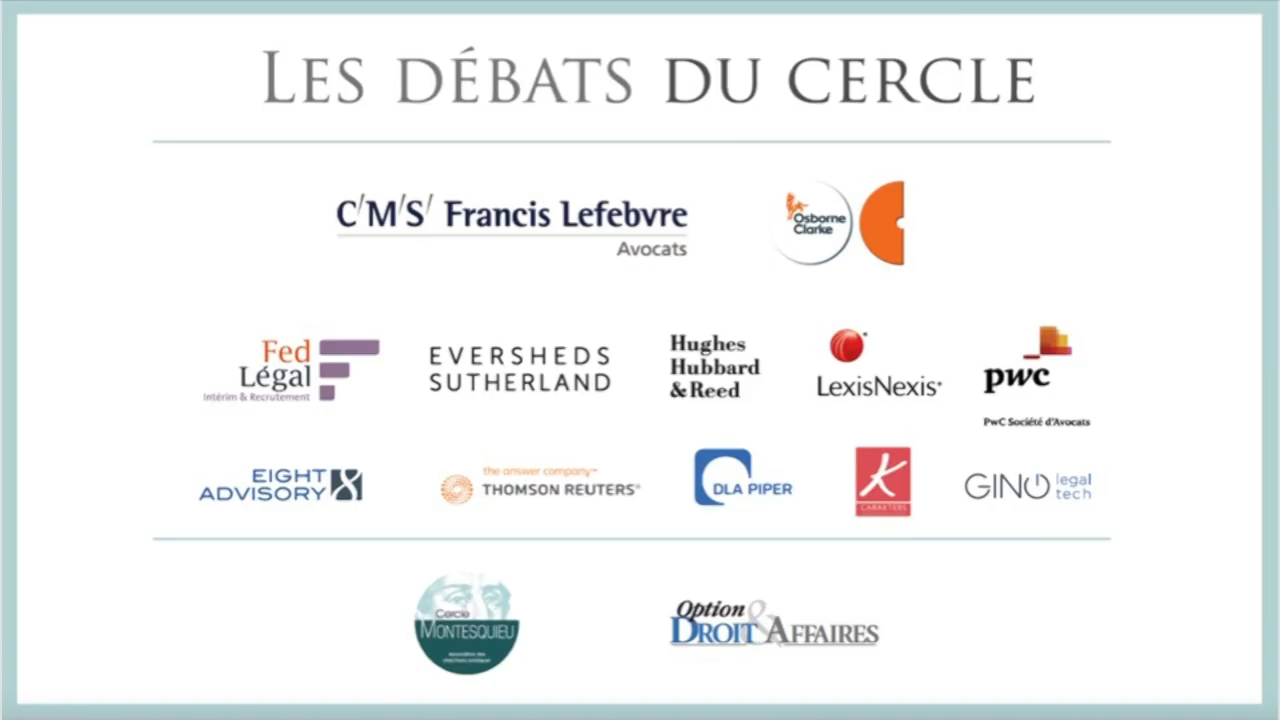 LES DÉBATS DU CERCLE
C/M/S/ Francis Lefebvre
Avocats
Osborne
Clarke
Fed
Légal
Intérim & Recrutement
EVERSHEDS
SUTHERLAND
Hughes
Hubbard
& Reed
LexisNexis®
pwc
PwC Société d'Avocats
EIGHT
ADVISORY
the answer company™
THOMSON REUTERS®
DLA PIPER
K
CARAKTERS
GINO legal
tech
Cercle
MONTESQUIEU
Option
DROIT & AFFAIRES